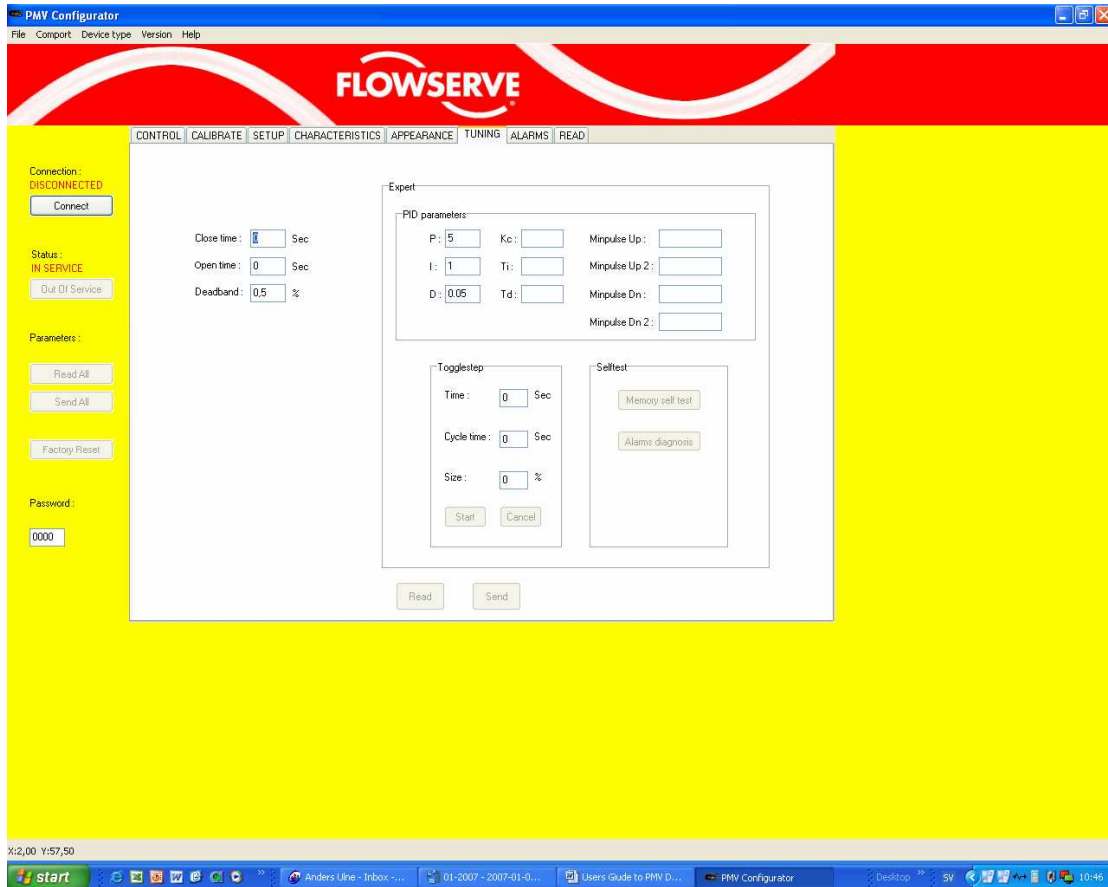 PMV Configurator
File Comport Device type Version Help
FLOWSERVE
CONTROL CALIBRATE SETUP CHARACTERISTICS APPEARANCE TUNING ALARMS READ
Connection :
DISCONNECTED
Connect
Status :
IN SERVICE
Out Of Service
Parameters :
Read All
Send All
Factory Reset
Password :
0000
Close time : 0 Sec
Open time : 0 Sec
Deadband : 0,5 %
Expert
PID parameters
P : 5 Kc : Minpulse Up :
I : 1 Ti : Minpulse Up 2 :
D : 0.05 Td : Minpulse Dn :
Minpulse Dn 2 :
Togglestep
Time : 0 Sec
Cycle time : 0 Sec
Size : 0 %
Start Cancel
Selftest
Memory self test
Alarms diagnosis
Read Send
X:2,00 Y:57,50
start Anders Ulne - Inbox -... 01-2007 - 2007-01-0... Users Giude to PMV D... PMV Configurator Desktop SV 10:46